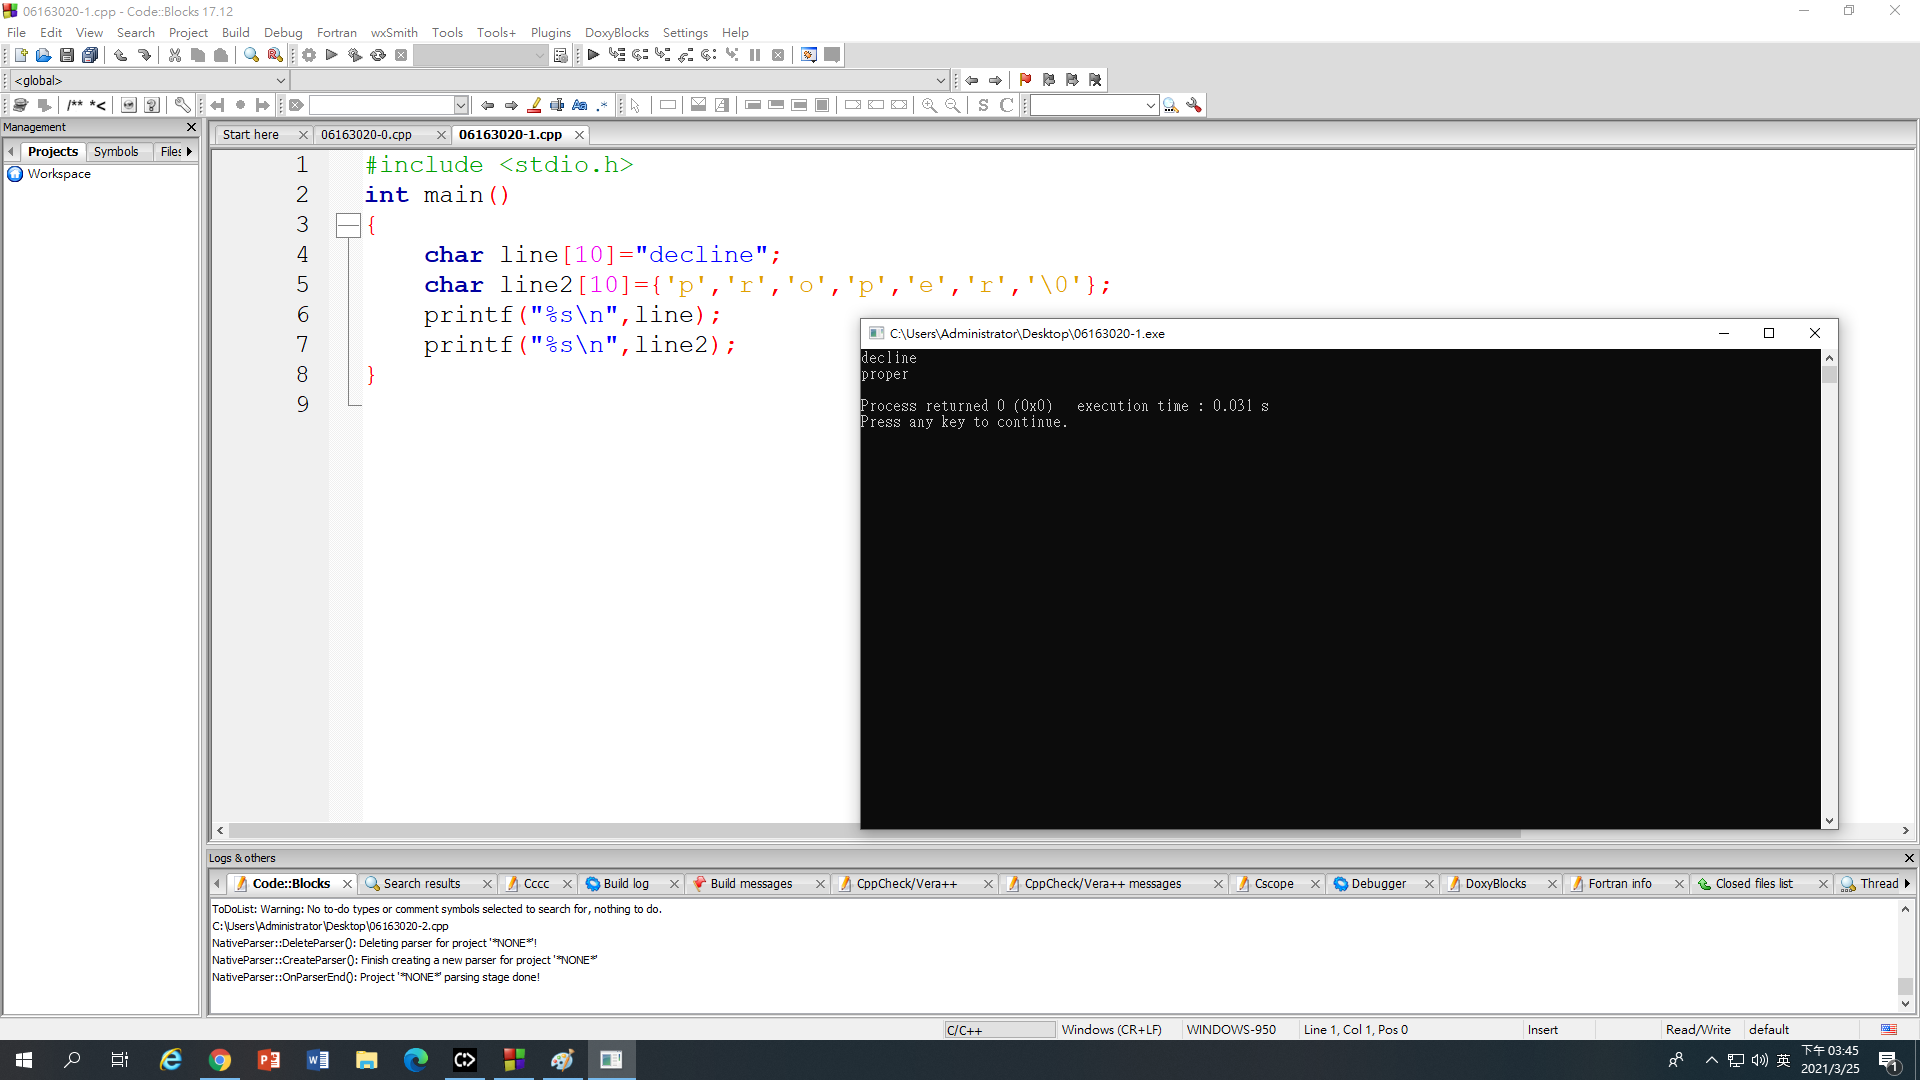 06163020-1.cpp - Code::Blocks 17.12
File Edit View Search Project Build Debug Fortran wxSmith Tools Tools+ Plugins DoxyBlocks Settings Help
<global>
/** *<
Aa .*
S C
Management
Projects Symbols Files
Workspace
Start here 06163020-0.cpp 06163020-1.cpp
1 #include <stdio.h>
2 int main()
3 {
4 char line[10]="decline";
5 char line2[10]={'p','r','o','p','e','r','\0'};
6 printf("%s\n",line);
7 printf("%s\n",line2);
8 }
9
C:\Users\Administrator\Desktop\06163020-1.exe
decline
proper
Process returned 0 (0x0) execution time : 0.031 s
Press any key to continue.
Logs & others
Code::Blocks Search results Cccc Build log Build messages CppCheck/Vera++ CppCheck/Vera++ messages Cscope Debugger DoxyBlocks Fortran info Closed files list Thread
ToDoList: Warning: No to-do types or comment symbols selected to search for, nothing to do.
C:\Users\Administrator\Desktop\06163020-2.cpp
NativeParser::DeleteParser(): Deleting parser for project '*NONE*'!
NativeParser::CreateParser(): Finish creating a new parser for project '*NONE*'
NativeParser::OnParserEnd(): Project '*NONE*' parsing stage done!
C/C++ Windows (CR+LF) WINDOWS-950 Line 1, Col 1, Pos 0 Insert Read/Write default
英 下午 03:45
2021/3/25
1